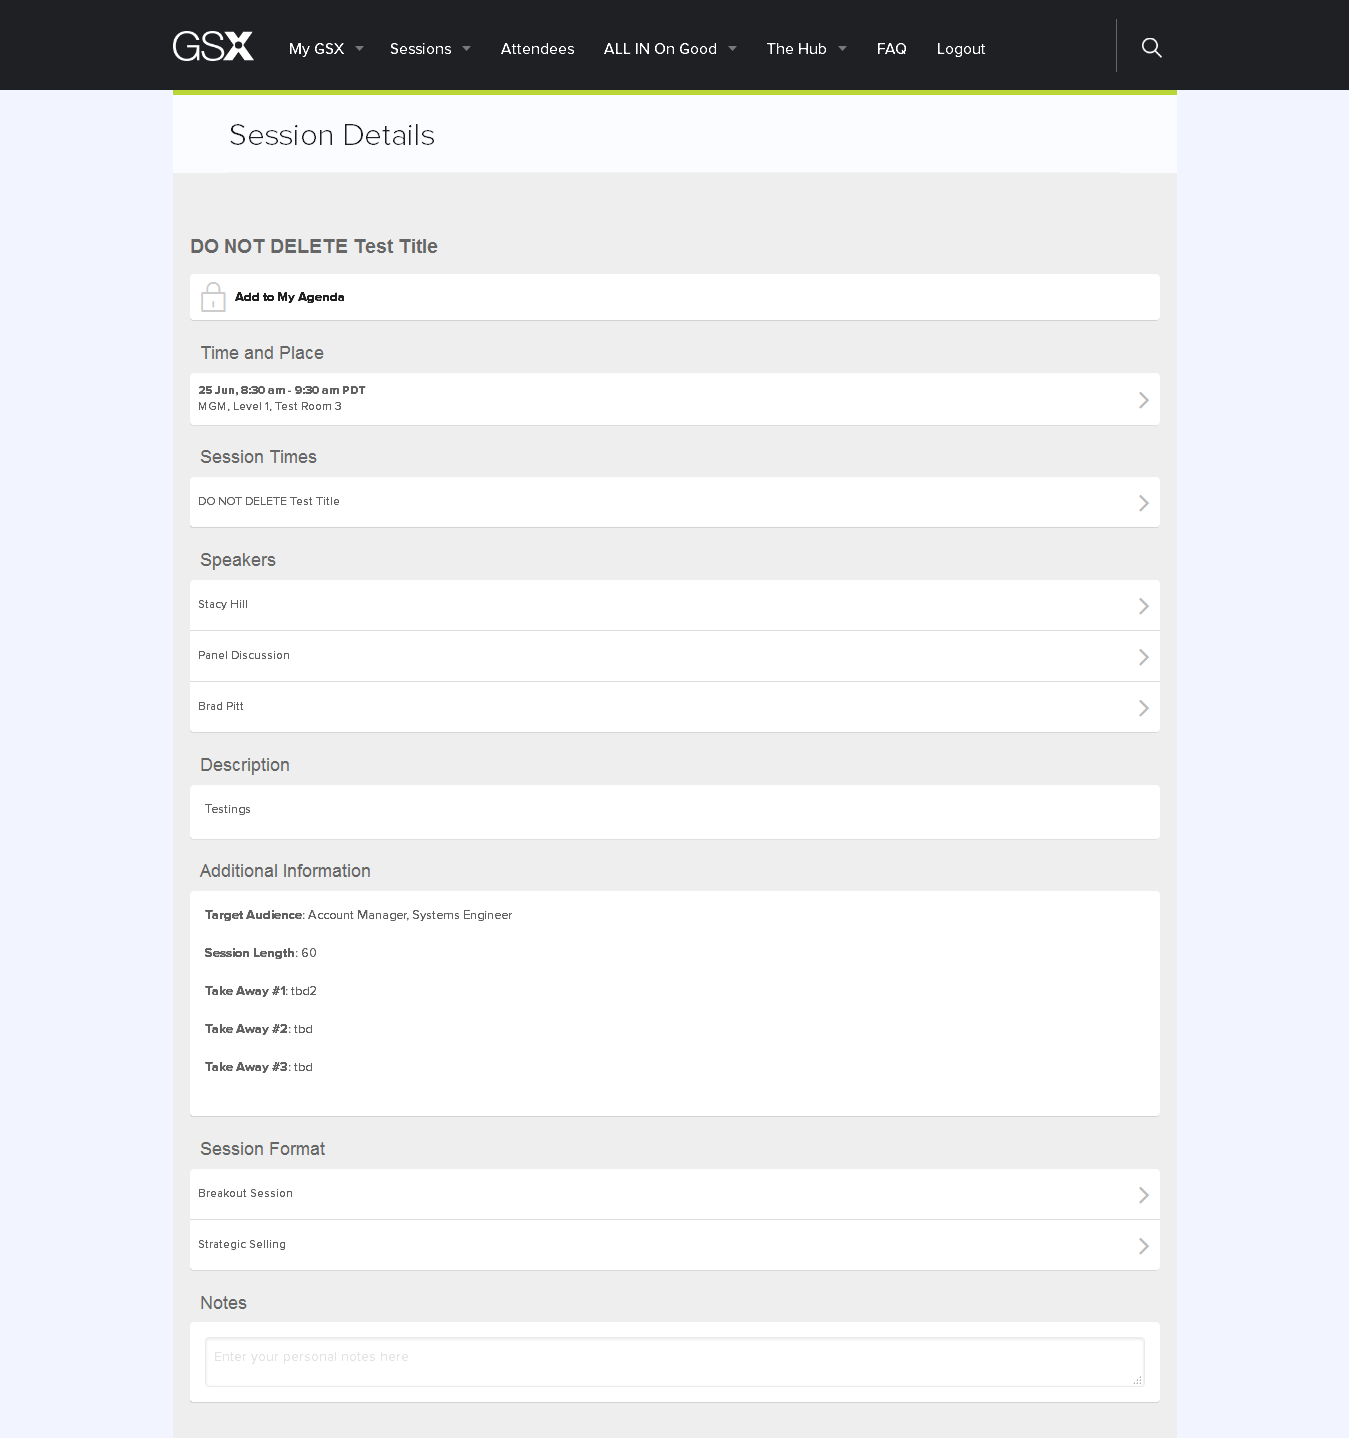 GSX My GSX Sessions Attendees ALL IN On Good The Hub FAQ Logout
Session Details
DO NOT DELETE Test Title
Add to My Agenda
Time and Place
25 Jun, 8:30 am - 9:30 am PDT
MGM, Level 1, Test Room 3
Session Times
DO NOT DELETE Test Title
Speakers
Stacy Hill
Panel Discussion
Brad Pitt
Description
Testings
Additional Information
Target Audience: Account Manager, Systems Engineer
Session Length: 60
Take Away #1: tbd2
Take Away #2: tbd
Take Away #3: tbd
Session Format
Breakout Session
Strategic Selling
Notes
Enter your personal notes here